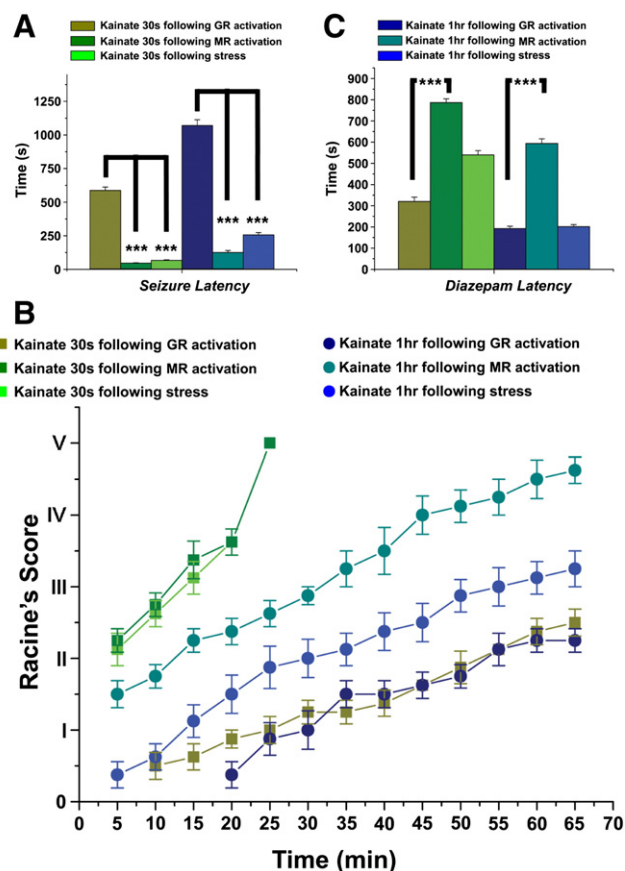 A
Kainate 30s following GR activation
Kainate 30s following MR activation
Kainate 30s following stress
Time (s)
1250
1000
750
500
250
0
*** ***
*** ***
Seizure Latency
C
Kainate 1hr following GR activation
Kainate 1hr following MR activation
Kainate 1hr following stress
Time (s)
900
800
700
600
500
400
300
200
100
0
*** ***
Diazepam Latency
B
Kainate 30s following GR activation
Kainate 30s following MR activation
Kainate 30s following stress
Kainate 1hr following GR activation
Kainate 1hr following MR activation
Kainate 1hr following stress
Racine's Score
V
IV
III
II
I
0
5 10 15 20 25 30 35 40 45 50 55 60 65 70
Time (min)